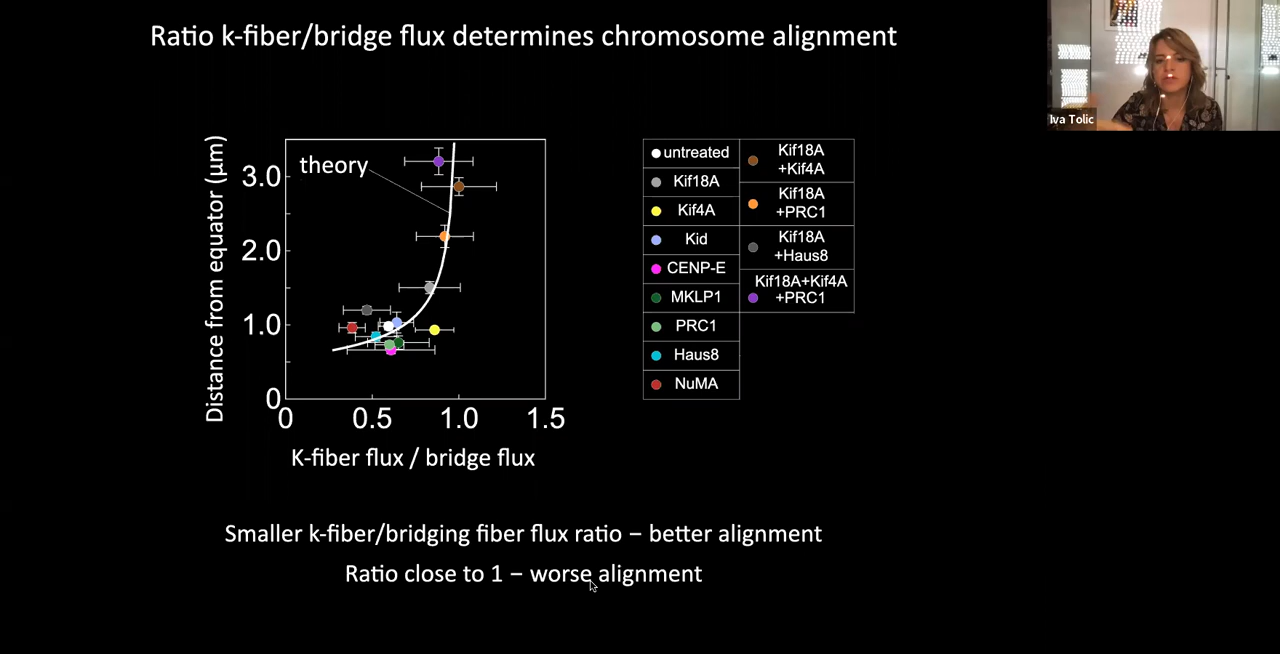 Ratio k-fiber/bridge flux determines chromosome alignment
Iva Tolic
Distance from equator (µm)
3.0
2.0
1.0
0
theory
0 0.5 1.0 1.5
K-fiber flux / bridge flux
untreated
Kif18A
Kif4A
Kid
CENP-E
MKLP1
PRC1
Haus8
NuMA
Kif18A
+Kif4A
Kif18A
+PRC1
Kif18A
+Haus8
Kif18A+Kif4A
+PRC1
Smaller k-fiber/bridging fiber flux ratio – better alignment
Ratio close to 1 – worse alignment